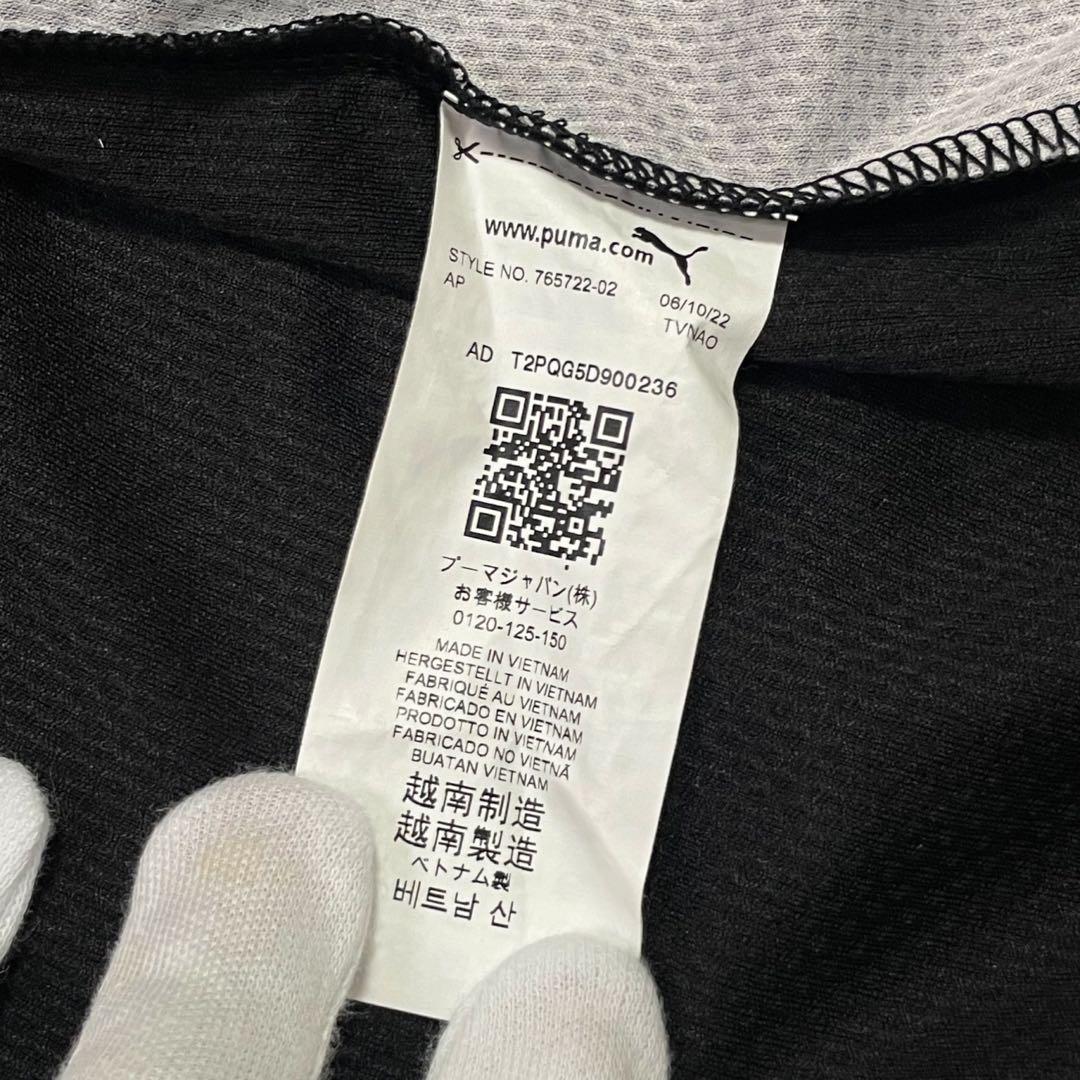 www.puma.com
STYLE NO. 765722-02 06/10/22
AP TVNAO
AD T2PQG5D900236
プーマジャパン(株)
お客様サービス
0120-125-150
MADE IN VIETNAM
HERGESTELLT IN VIETNAM
FABRIQUÉ AU VIETNAM
FABRICADO EN VIETNAM
PRODOTTO IN VIETNAM
FABRICADO NO VIETNÃ
BUATAN VIETNAM
越南制造
越南製造
ベトナム製
베트남 산